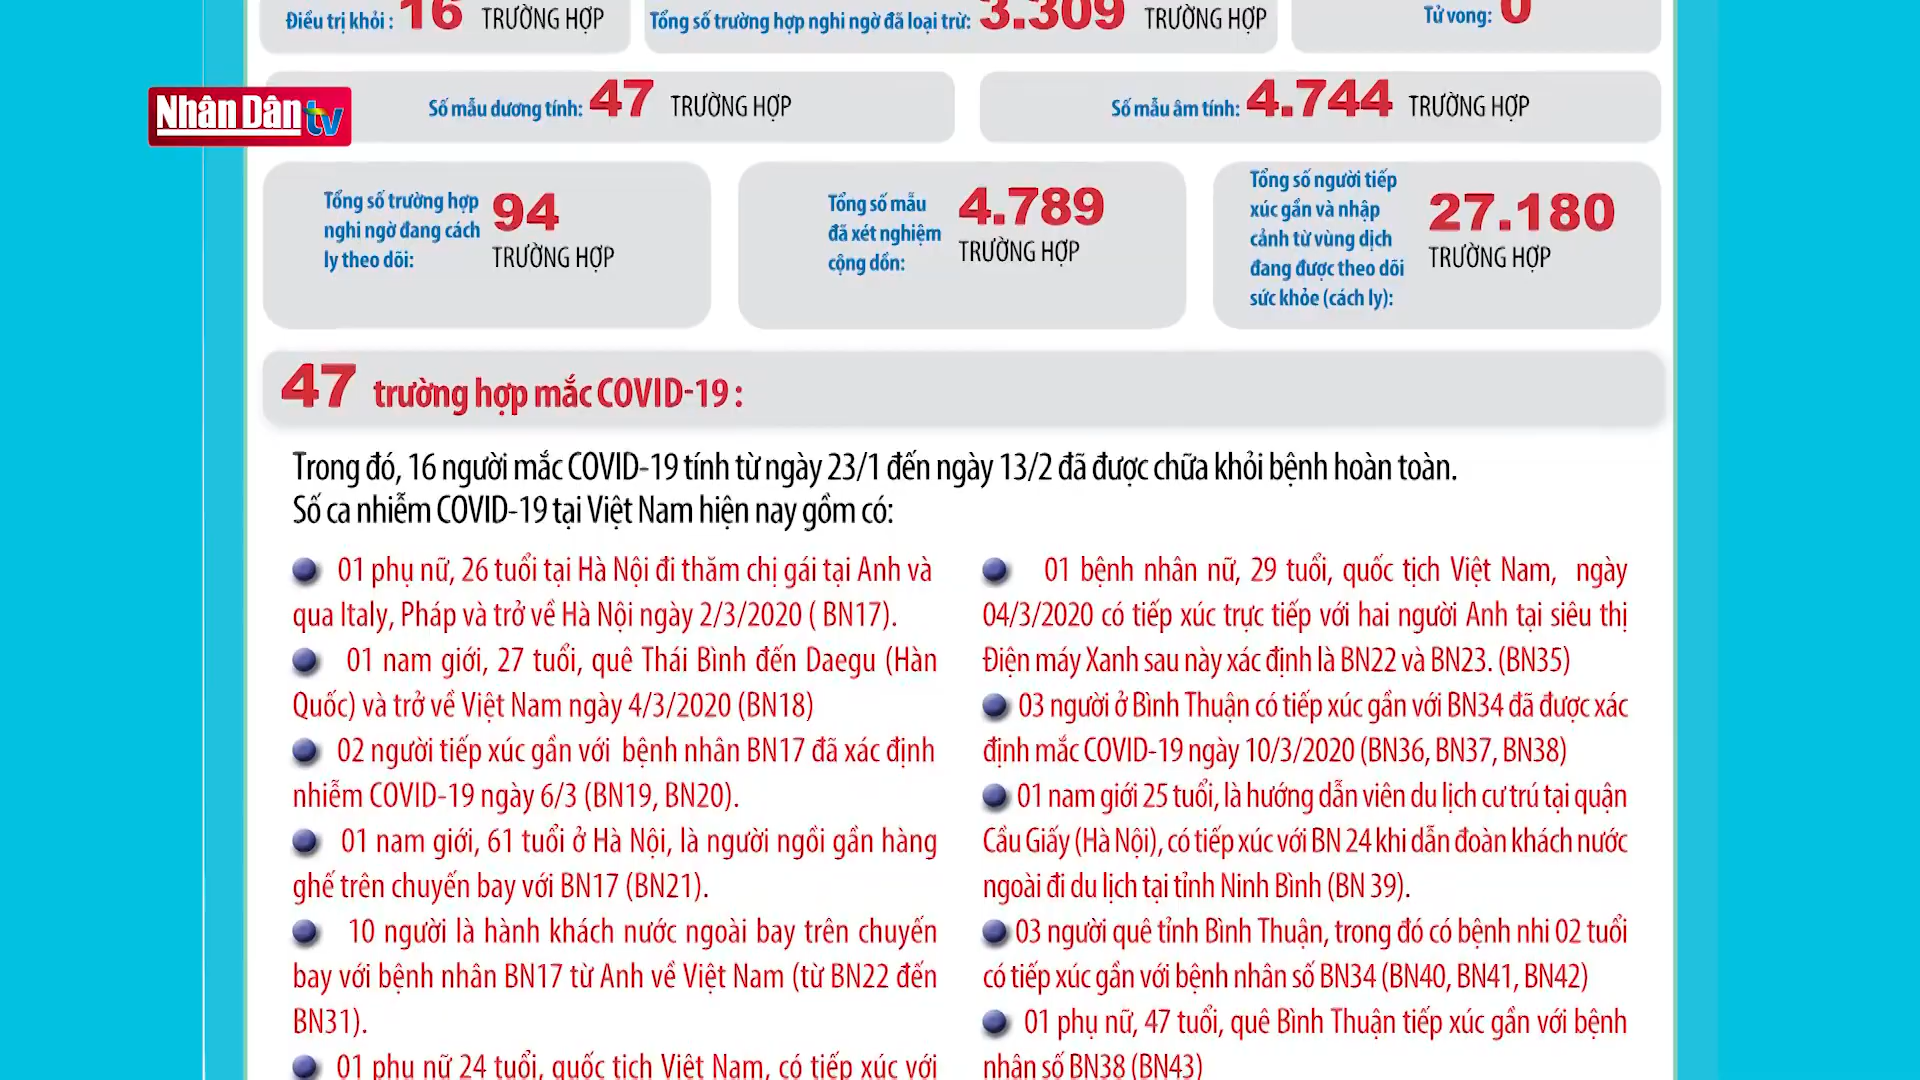 Điều trị khỏi : 16 TRƯỜNG HỢP
Tổng số trường hợp nghi ngờ đã loại trừ: 3.309 TRƯỜNG HỢP
Tử vong: 0
Nhân Dân tv
Số mẫu dương tính: 47 TRƯỜNG HỢP
Số mẫu âm tính: 4.744 TRƯỜNG HỢP
Tổng số trường hợp
nghi ngờ đang cách
ly theo dõi:
94
TRƯỜNG HỢP
Tổng số mẫu
đã xét nghiệm
cộng dồn:
4.789
TRƯỜNG HỢP
Tổng số người tiếp
xúc gần và nhập
cảnh từ vùng dịch
đang được theo dõi
sức khỏe (cách ly):
27.180
TRƯỜNG HỢP
47 trường hợp mắc COVID-19 :
Trong đó, 16 người mắc COVID-19 tính từ ngày 23/1 đến ngày 13/2 đã được chữa khỏi bệnh hoàn toàn.
Số ca nhiễm COVID-19 tại Việt Nam hiện nay gồm có:
01 phụ nữ, 26 tuổi tại Hà Nội đi thăm chị gái tại Anh và
qua Italy, Pháp và trở về Hà Nội ngày 2/3/2020 ( BN17).
01 nam giới, 27 tuổi, quê Thái Bình đến Daegu (Hàn
Quốc) và trở về Việt Nam ngày 4/3/2020 (BN18)
02 người tiếp xúc gần với bệnh nhân BN17 đã xác định
nhiễm COVID-19 ngày 6/3 (BN19, BN20).
01 nam giới, 61 tuổi ở Hà Nội, là người ngồi gần hàng
ghế trên chuyến bay với BN17 (BN21).
10 người là hành khách nước ngoài bay trên chuyến
bay với bệnh nhân BN17 từ Anh về Việt Nam (từ BN22 đến
BN31).
01 phụ nữ 24 tuổi, quốc tịch Việt Nam, có tiếp xúc với
01 bệnh nhân nữ, 29 tuổi, quốc tịch Việt Nam, ngày
04/3/2020 có tiếp xúc trực tiếp với hai người Anh tại siêu thị
Điện máy Xanh sau này xác định là BN22 và BN23. (BN35)
03 người ở Bình Thuận có tiếp xúc gần với BN34 đã được xác
định mắc COVID-19 ngày 10/3/2020 (BN36, BN37, BN38)
01 nam giới 25 tuổi, là hướng dẫn viên du lịch cư trú tại quận
Cầu Giấy (Hà Nội), có tiếp xúc với BN 24 khi dẫn đoàn khách nước
ngoài đi du lịch tại tỉnh Ninh Bình (BN 39).
03 người quê tỉnh Bình Thuận, trong đó có bệnh nhi 02 tuổi
có tiếp xúc gần với bệnh nhân số BN34 (BN40, BN41, BN42)
01 phụ nữ, 47 tuổi, quê Bình Thuận tiếp xúc gần với bệnh
nhân số BN38 (BN43)